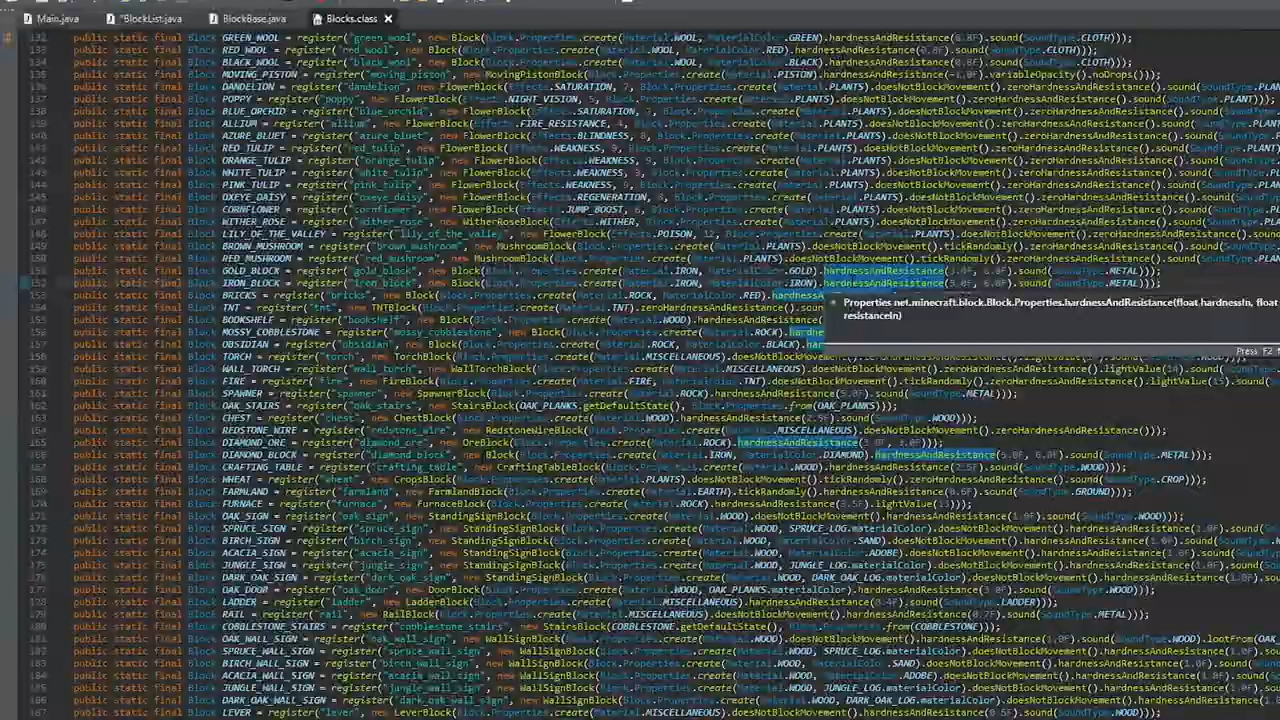 Main.java *BlockList.java BlockBase.java Blocks.class
132 public static final Block GREEN_WOOL = register("green_wool", new Block(Block.Properties.create(Material.WOOL, MaterialColor.GREEN).hardnessAndResistance(0.8F).sound(SoundType.CLOTH)));
133 public static final Block RED_WOOL = register("red_wool", new Block(Block.Properties.create(Material.WOOL, MaterialColor.RED).hardnessAndResistance(0.8F).sound(SoundType.CLOTH)));
134 public static final Block BLACK_WOOL = register("black_wool", new Block(Block.Properties.create(Material.WOOL, MaterialColor.BLACK).hardnessAndResistance(0.8F).sound(SoundType.CLOTH)));
135 public static final Block MOVING_PISTON = register("moving_piston", new MovingPistonBlock(Block.Properties.create(Material.PISTON).hardnessAndResistance(-1.0F).variableOpacity().noDrops()));
136 public static final Block DANDELION = register("dandelion", new FlowerBlock(Effects.SATURATION, 7, Block.Properties.create(Material.PLANTS).doesNotBlockMovement().zeroHardnessAndResistance().sound(SoundType.PLAN
137 public static final Block POPPY = register("poppy", new FlowerBlock(Effects.NIGHT_VISION, 5, Block.Properties.create(Material.PLANTS).doesNotBlockMovement().zeroHardnessAndResistance().sound(SoundType.PLANT)));
138 public static final Block BLUE_ORCHID = register("blue_orchid", new FlowerBlock(Effects.SATURATION, 7, Block.Properties.create(Material.PLANTS).doesNotBlockMovement().zeroHardnessAndResistance().sound(SoundType.PL
139 public static final Block ALLIUM = register("allium", new FlowerBlock(Effects.FIRE_RESISTANCE, 4, Block.Properties.create(Material.PLANTS).doesNotBlockMovement().zeroHardnessAndResistance().sound(SoundType.PLANT
140 public static final Block AZURE_BLUET = register("azure_bluet", new FlowerBlock(Effects.BLINDNESS, 8, Block.Properties.create(Material.PLANTS).doesNotBlockMovement().zeroHardnessAndResistance().sound(SoundType.PLA
141 public static final Block RED_TULIP = register("red_tulip", new FlowerBlock(Effects.WEAKNESS, 9, Block.Properties.create(Material.PLANTS).doesNotBlockMovement().zeroHardnessAndResistance().sound(SoundType.PLANT)
142 public static final Block ORANGE_TULIP = register("orange_tulip", new FlowerBlock(Effects.WEAKNESS, 9, Block.Properties.create(Material.PLANTS).doesNotBlockMovement().zeroHardnessAndResistance().sound(SoundType.
143 public static final Block WHITE_TULIP = register("white_tulip", new FlowerBlock(Effects.WEAKNESS, 9, Block.Properties.create(Material.PLANTS).doesNotBlockMovement().zeroHardnessAndResistance().sound(SoundType.PL
144 public static final Block PINK_TULIP = register("pink_tulip", new FlowerBlock(Effects.WEAKNESS, 9, Block.Properties.create(Material.PLANTS).doesNotBlockMovement().zeroHardnessAndResistance().sound(SoundType.PLAN
145 public static final Block OXEYE_DAISY = register("oxeye_daisy", new FlowerBlock(Effects.REGENERATION, 8, Block.Properties.create(Material.PLANTS).doesNotBlockMovement().zeroHardnessAndResistance().sound(SoundType.
146 public static final Block CORNFLOWER = register("cornflower", new FlowerBlock(Effects.JUMP_BOOST, 6, Block.Properties.create(Material.PLANTS).doesNotBlockMovement().zeroHardnessAndResistance().sound(SoundType.PL
147 public static final Block WITHER_ROSE = register("wither_rose", new WitherRoseBlock(Effects.WITHER, Block.Properties.create(Material.PLANTS).doesNotBlockMovement().zeroHardnessAndResistance().sound(SoundType.PLAN
148 public static final Block LILY_OF_THE_VALLEY = register("lily_of_the_valley", new FlowerBlock(Effects.POISON, 12, Block.Properties.create(Material.PLANTS).doesNotBlockMovement().zeroHardnessAndResistance().sound(
149 public static final Block BROWN_MUSHROOM = register("brown_mushroom", new MushroomBlock(Block.Properties.create(Material.PLANTS).doesNotBlockMovement().tickRandomly().zeroHardnessAndResistance().sound(SoundType.PL
150 public static final Block RED_MUSHROOM = register("red_mushroom", new MushroomBlock(Block.Properties.create(Material.PLANTS).doesNotBlockMovement().tickRandomly().zeroHardnessAndResistance().sound(SoundType.PLANT
151 public static final Block GOLD_BLOCK = register("gold_block", new Block(Block.Properties.create(Material.IRON, MaterialColor.GOLD).hardnessAndResistance(3.0F, 6.0F).sound(SoundType.METAL)));
152 public static final Block IRON_BLOCK = register("iron_block", new Block(Block.Properties.create(Material.IRON, MaterialColor.IRON).hardnessAndResistance(5.0F, 6.0F).sound(SoundType.METAL)));
153 public static final Block BRICKS = register("bricks", new Block(Block.Properties.create(Material.ROCK, MaterialColor.RED).hardnessA
154 public static final Block TNT = register("tnt", new TNTBlock(Block.Properties.create(Material.TNT).zeroHardnessAndR
Properties net.minecraft.block.Block.Properties.hardnessAndResistance(float hardnessIn, float
resistanceIn)
Press 'F2' f
155 public static final Block BOOKSHELF = register("bookshelf", new Block(Block.Properties.create(Material.WOOD).hardnessAndResistance(
156 public static final Block MOSSY_COBBLESTONE = register("mossy_cobblestone", new Block(Block.Properties.create(Material.ROCK).hardne
157 public static final Block OBSIDIAN = register("obsidian", new Block(Block.Properties.create(Material.ROCK, MaterialColor.BLACK).har
158 public static final Block TORCH = register("torch", new TorchBlock(Block.Properties.create(Material.MISCELLANEOUS).doesNotBlockMovement().zeroHardnessAndResistance().lightValue(14).s
159 public static final Block WALL_TORCH = register("wall_torch", new WallTorchBlock(Block.Properties.create(Material.MISCELLANEOUS).doesNotBlockMovement().zeroHardnessAndResistance().lightValue(14).sound
160 public static final Block FIRE = register("fire", new FireBlock(Block.Properties.create(Material.FIRE, MaterialColor.TNT).doesNotBlockMovement().tickRandomly().zeroHardnessAndResistance().lightValue(15).sound(
161 public static final Block SPAWNER = register("spawner", new SpawnerBlock(Block.Properties.create(Material.ROCK).hardnessAndResistance(5.0F).sound(SoundType.METAL)));
162 public static final Block OAK_STAIRS = register("oak_stairs", new StairsBlock(OAK_PLANKS.getDefaultState(), Block.Properties.from(OAK_PLANKS)));
163 public static final Block CHEST = register("chest", new ChestBlock(Block.Properties.create(Material.WOOD).hardnessAndResistance(2.5F).sound(SoundType.WOOD)));
164 public static final Block REDSTONE_WIRE = register("redstone_wire", new RedstoneWireBlock(Block.Properties.create(Material.MISCELLANEOUS).doesNotBlockMovement().zeroHardnessAndResistance()));
165 public static final Block DIAMOND_ORE = register("diamond_ore", new OreBlock(Block.Properties.create(Material.ROCK).hardnessAndResistance(3.0F, 3.0F)));
166 public static final Block DIAMOND_BLOCK = register("diamond_block", new Block(Block.Properties.create(Material.IRON, MaterialColor.DIAMOND).hardnessAndResistance(5.0F, 6.0F).sound(SoundType.METAL)));
167 public static final Block CRAFTING_TABLE = register("crafting_table", new CraftingTableBlock(Block.Properties.create(Material.WOOD).hardnessAndResistance(2.5F).sound(SoundType.WOOD)));
168 public static final Block WHEAT = register("wheat", new CropsBlock(Block.Properties.create(Material.PLANTS).doesNotBlockMovement().tickRandomly().zeroHardnessAndResistance().sound(SoundType.CROP)));
169 public static final Block FARMLAND = register("farmland", new FarmlandBlock(Block.Properties.create(Material.EARTH).tickRandomly().hardnessAndResistance(0.6F).sound(SoundType.GROUND)));
170 public static final Block FURNACE = register("furnace", new FurnaceBlock(Block.Properties.create(Material.ROCK).hardnessAndResistance(3.5F).lightValue(13)));
171 public static final Block OAK_SIGN = register("oak_sign", new StandingSignBlock(Block.Properties.create(Material.WOOD).doesNotBlockMovement().hardnessAndResistance(1.0F).sound(SoundType.WOOD)
172 public static final Block SPRUCE_SIGN = register("spruce_sign", new StandingSignBlock(Block.Properties.create(Material.WOOD, SPRUCE_LOG.materialColor).doesNotBlockMovement().hardnessAndResistance(1.0F).sound(
173 public static final Block BIRCH_SIGN = register("birch_sign", new StandingSignBlock(Block.Properties.create(Material.WOOD, MaterialColor.SAND).doesNotBlockMovement().hardnessAndResistance(1.0F).sound(SoundType.WO
174 public static final Block ACACIA_SIGN = register("acacia_sign", new StandingSignBlock(Block.Properties.create(Material.WOOD, MaterialColor.ADOBE).doesNotBlockMovement().hardnessAndResistance(1.0F).sound(SoundType
175 public static final Block JUNGLE_SIGN = register("jungle_sign", new StandingSignBlock(Block.Properties.create(Material.WOOD, JUNGLE_LOG.materialColor).doesNotBlockMovement().hardnessAndResistance(1.0F).sound(
176 public static final Block DARK_OAK_SIGN = register("dark_oak_sign", new StandingSignBlock(Block.Properties.create(Material.WOOD, DARK_OAK_LOG.materialColor).doesNotBlockMovement().hardnessAndResistance(1.0F
177 public static final Block OAK_DOOR = register("oak_door", new DoorBlock(Block.Properties.create(Material.WOOD, OAK_PLANKS.materialColor).hardnessAndResistance(3.0F).sound(SoundType.WOOD)));
178 public static final Block LADDER = register("ladder", new LadderBlock(Block.Properties.create(Material.MISCELLANEOUS).hardnessAndResistance(0.4F).sound(SoundType.LADDER)));
179 public static final Block RAIL = register("rail", new RailBlock(Block.Properties.create(Material.MISCELLANEOUS).doesNotBlockMovement().hardnessAndResistance(0.7F).sound(SoundType.METAL)));
180 public static final Block COBBLESTONE_STAIRS = register("cobblestone_stairs", new StairsBlock(COBBLESTONE.getDefaultState(), Block.Properties.from(COBBLESTONE)));
181 public static final Block OAK_WALL_SIGN = register("oak_wall_sign", new WallSignBlock(Block.Properties.create(Material.WOOD).doesNotBlockMovement().hardnessAndResistance(1.0F).sound(SoundType.WOOD).lootFrom(OAK
182 public static final Block SPRUCE_WALL_SIGN = register("spruce_wall_sign", new WallSignBlock(Block.Properties.create(Material.WOOD, SPRUCE_LOG.materialColor).doesNotBlockMovement().hardnessAndResistance(1.0F)
183 public static final Block BIRCH_WALL_SIGN = register("birch_wall_sign", new WallSignBlock(Block.Properties.create(Material.WOOD, MaterialColor.SAND).doesNotBlockMovement().hardnessAndResistance(1.0F).sound
184 public static final Block ACACIA_WALL_SIGN = register("acacia_wall_sign", new WallSignBlock(Block.Properties.create(Material.WOOD, MaterialColor.ADOBE).doesNotBlockMovement().hardnessAndResistance(1.0F).sou
185 public static final Block JUNGLE_WALL_SIGN = register("jungle_wall_sign", new WallSignBlock(Block.Properties.create(Material.WOOD, JUNGLE_LOG.materialColor).doesNotBlockMovement().hardnessAndResistance(1.0F)
186 public static final Block DARK_OAK_WALL_SIGN = register("dark_oak_wall_sign", new WallSignBlock(Block.Properties.create(Material.WOOD, DARK_OAK_LOG.materialColor).doesNotBlockMovement().hardnessAndResistance
187 public static final Block LEVER = register("lever", new LeverBlock(Block.Properties.create(Material.MISCELLANEOUS).doesNotBlockMovement().hardnessAndResistance(0.5F).sound(SoundType.WOOD)));